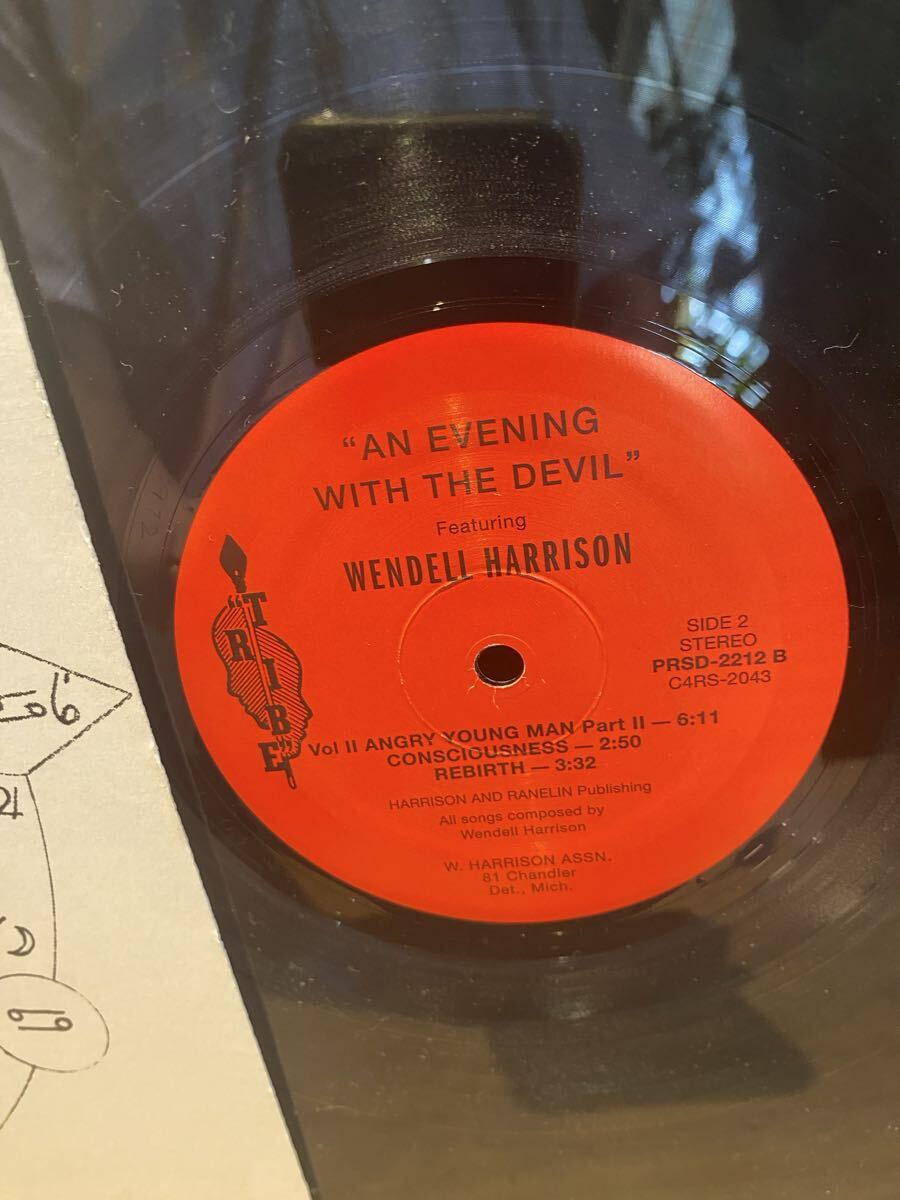 “AN EVENING
WITH THE DEVIL”
Featuring
WENDELL HARRISON
“TRIBE”
SIDE 2
STEREO
PRSD-2212 B
C4RS-2043
Vol II ANGRY YOUNG MAN Part II — 6:11
CONSCIOUSNESS — 2:50
REBIRTH — 3:32
HARRISON AND RANELIN Publishing
All songs composed by
Wendell Harrison
W. HARRISON ASSN.
81 Chandler
Det., Mich.